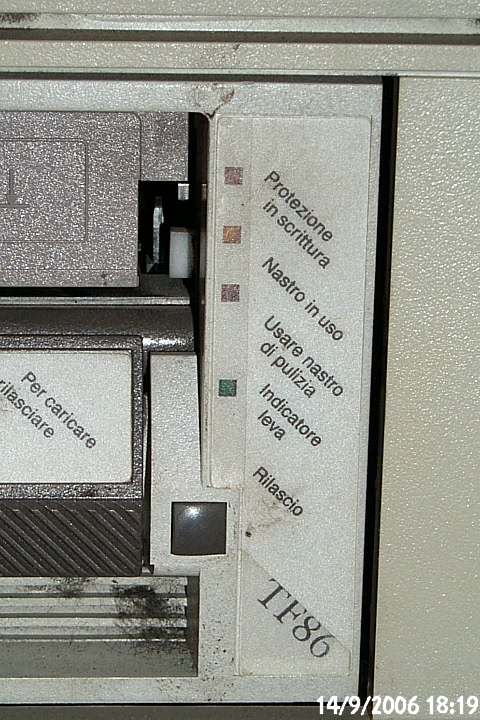 Protezione
in scrittura
Nastro in uso
Usare nastro
di pulizia
Indicatore
leva
Rilascio
Per caricare
rilasciare
TF86
14/9/2006 18:19